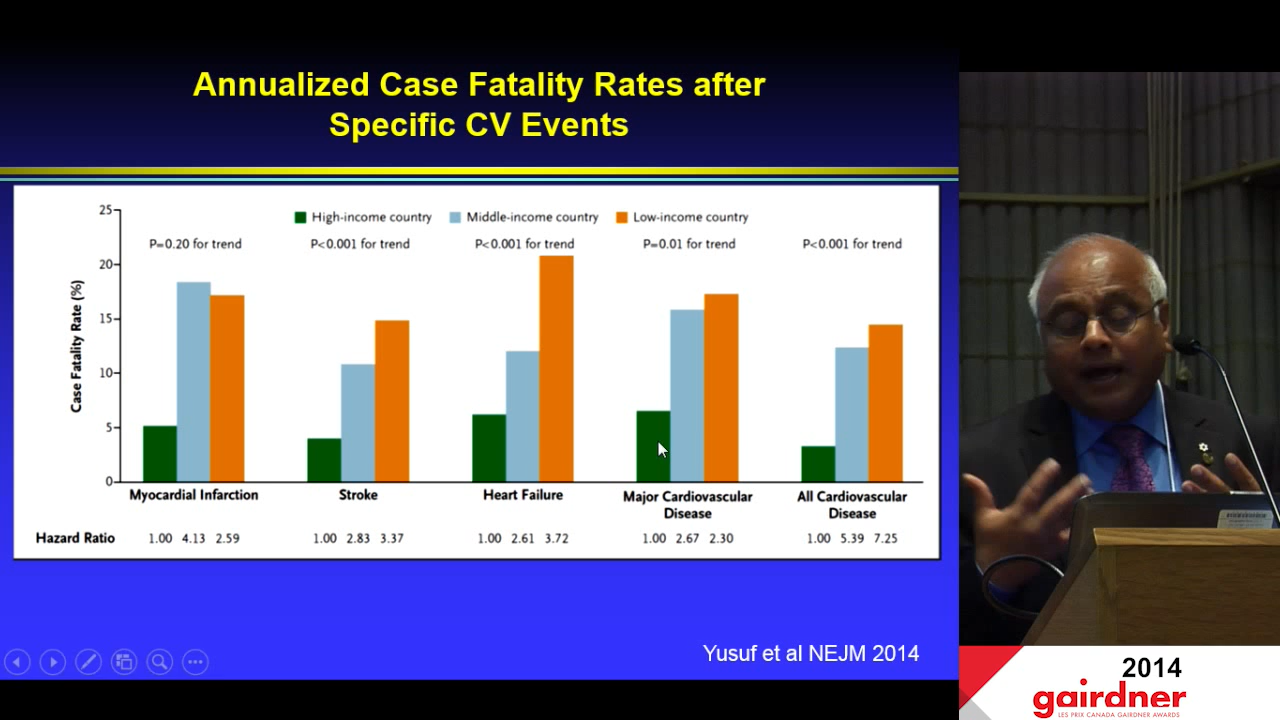 Annualized Case Fatality Rates after
Specific CV Events
25
20
15
10
5
0
Case Fatality Rate (%)
High-income country
Middle-income country
Low-income country
P=0.20 for trend
P<0.001 for trend
P<0.001 for trend
P=0.01 for trend
P<0.001 for trend
Myocardial Infarction
Stroke
Heart Failure
Major Cardiovascular
Disease
All Cardiovascular
Disease
Hazard Ratio
1.00 4.13 2.59
1.00 2.83 3.37
1.00 2.61 3.72
1.00 2.67 2.30
1.00 5.39 7.25
Yusuf et al NEJM 2014
2014
gairdner
LES PRIX CANADA GAIRDNER AWARDS